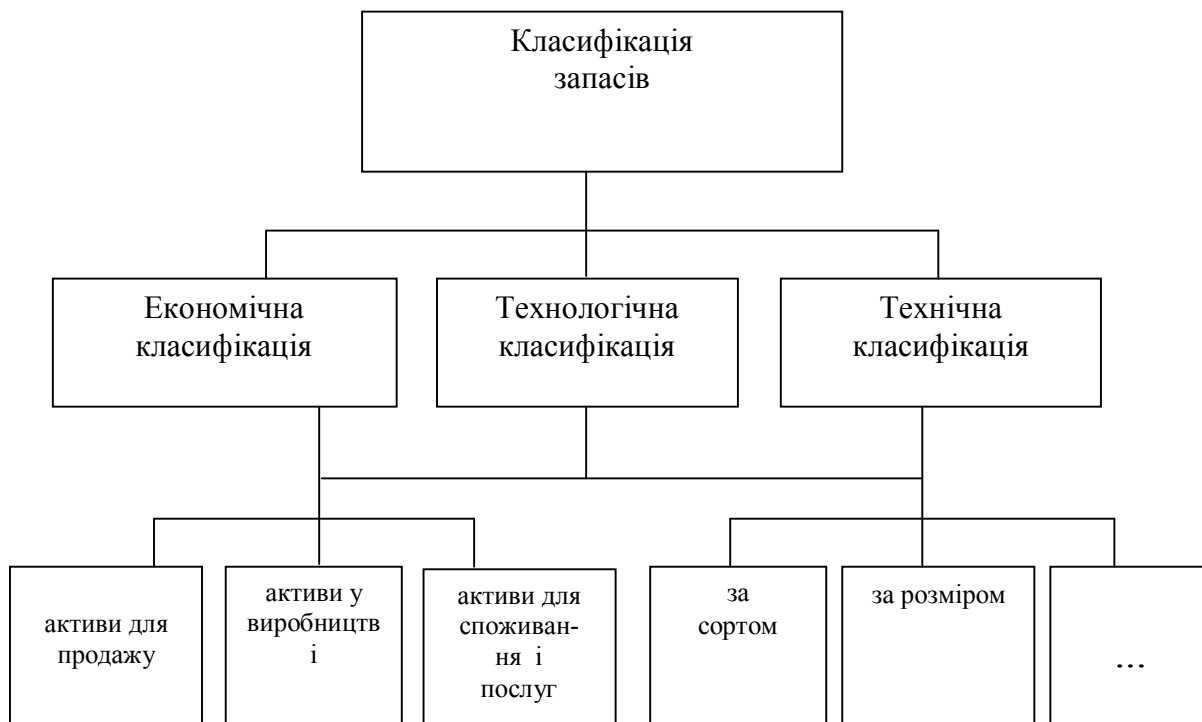 Класифікація
запасів
Економічна
класифікація
Технологічна
класифікація
Технічна
класифікація
активи для
продажу
активи у
виробництв
і
активи для
споживан-
ня і
послуг
за
сортом
за розміром
...